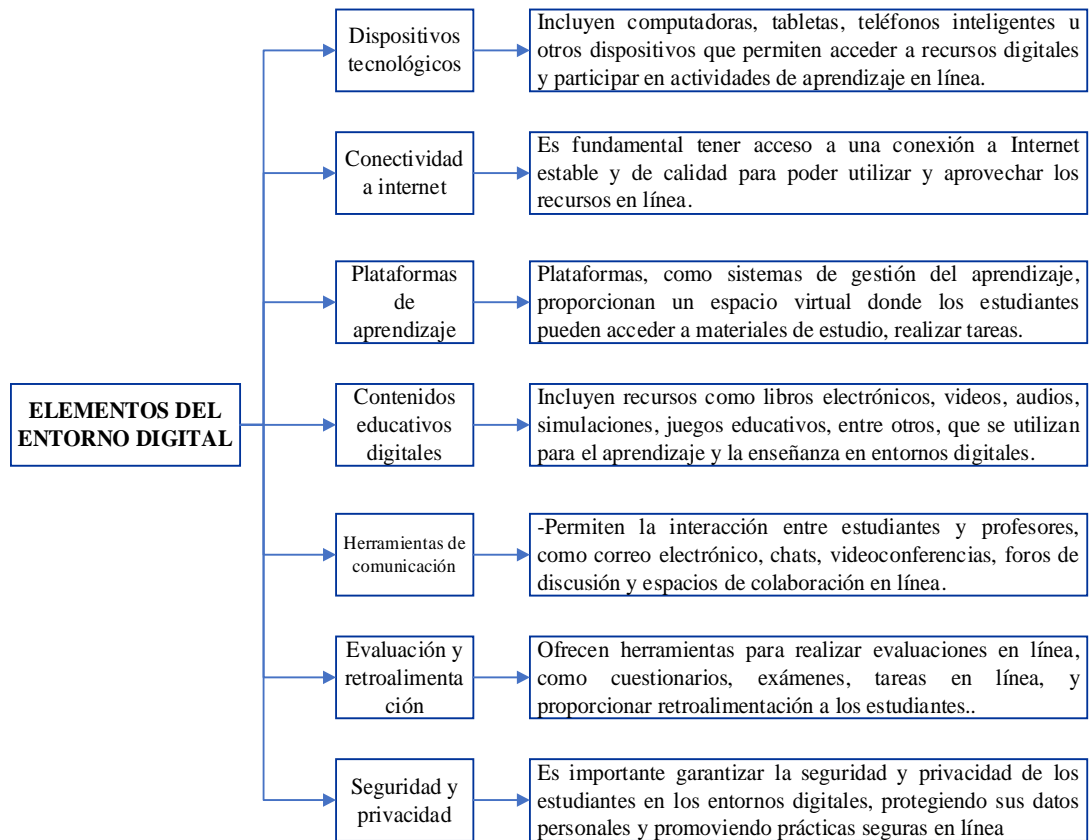 Dispositivos
tecnológicos
Incluyen computadoras, tabletas, teléfonos inteligentes u
otros dispositivos que permiten acceder a recursos digitales
y participar en actividades de aprendizaje en línea.
Conectividad
a internet
Es fundamental tener acceso a una conexión a Internet
estable y de calidad para poder utilizar y aprovechar los
recursos en línea.
Plataformas
de
aprendizaje
Plataformas, como sistemas de gestión del aprendizaje,
proporcionan un espacio virtual donde los estudiantes
pueden acceder a materiales de estudio, realizar tareas.
ELEMENTOS DEL
ENTORNO DIGITAL
Contenidos
educativos
digitales
Incluyen recursos como libros electrónicos, videos, audios,
simulaciones, juegos educativos, entre otros, que se utilizan
para el aprendizaje y la enseñanza en entornos digitales.
Herramientas de
comunicación
-Permiten la interacción entre estudiantes y profesores,
como correo electrónico, chats, videoconferencias, foros de
discusión y espacios de colaboración en línea.
Evaluación y
retroalimenta
ción
Ofrecen herramientas para realizar evaluaciones en línea,
como cuestionarios, exámenes, tareas en línea, y
proporcionar retroalimentación a los estudiantes..
Seguridad y
privacidad
Es importante garantizar la seguridad y privacidad de los
estudiantes en los entornos digitales, protegiendo sus datos
personales y promoviendo prácticas seguras en línea